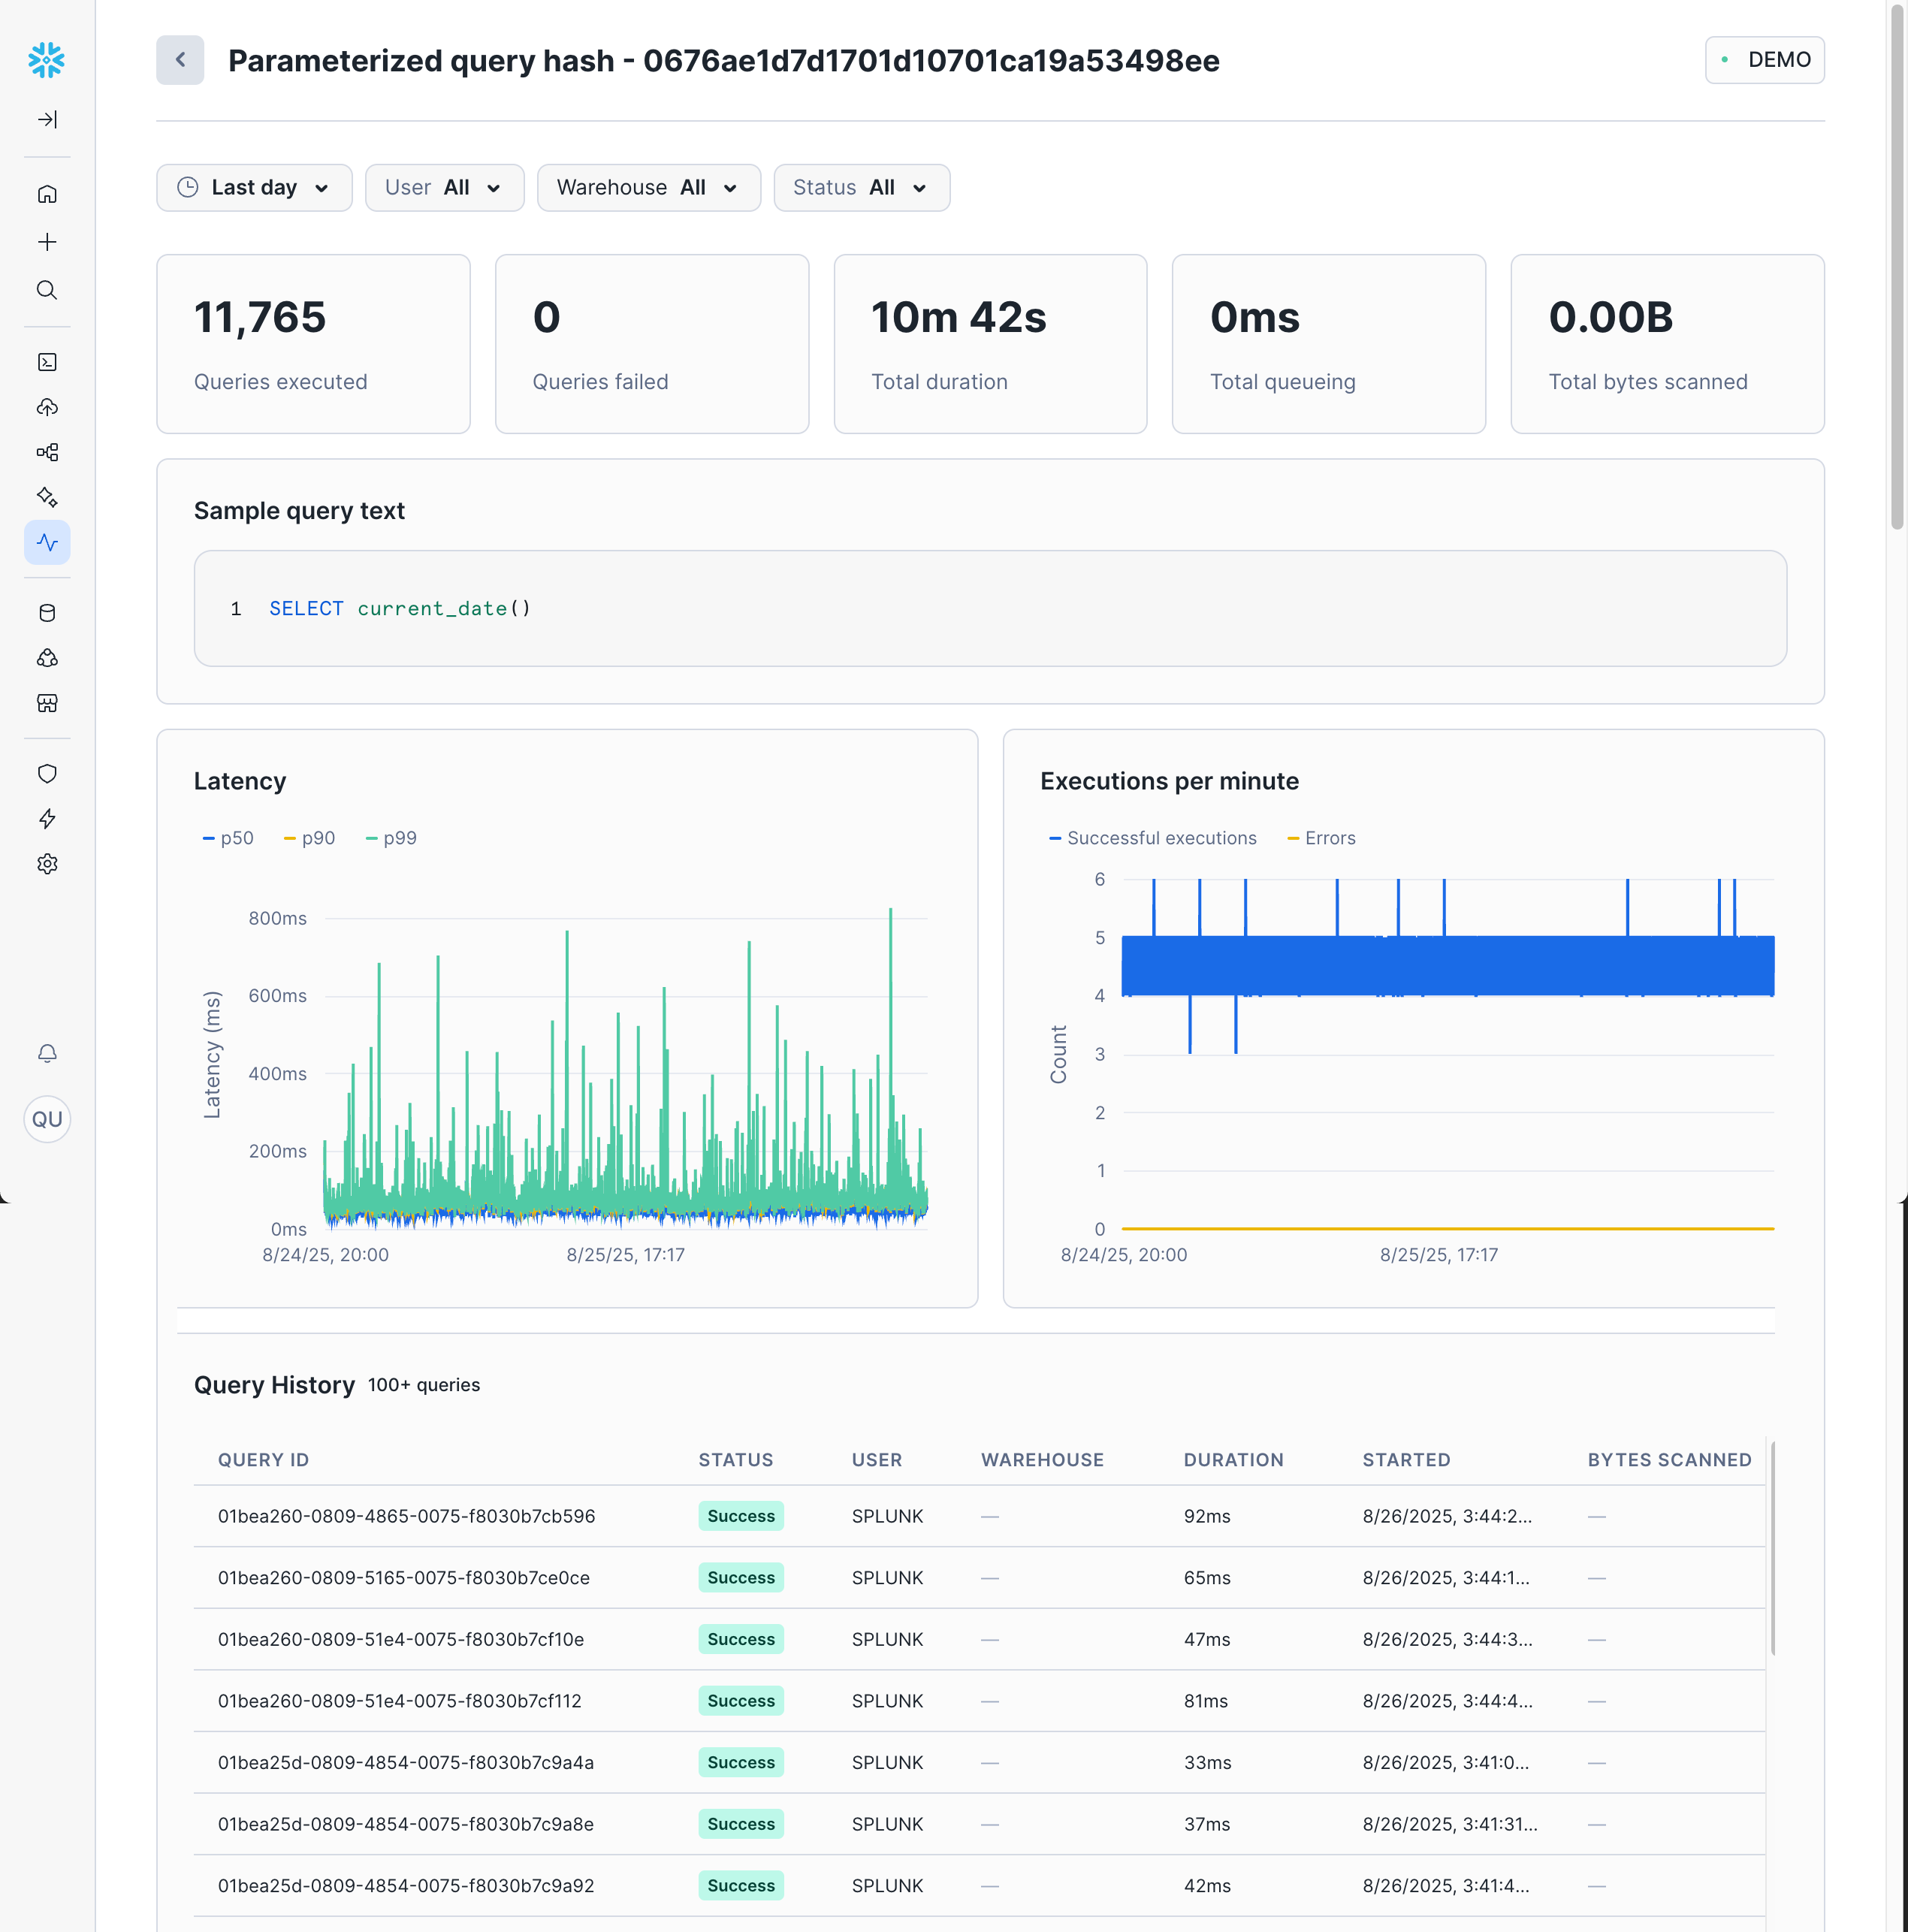 Parameterized query hash - 0676ae1d7d1701d10701ca19a53498ee
DEMO
Last day
User All
Warehouse All
Status All
11,765
Queries executed
0
Queries failed
10m 42s
Total duration
0ms
Total queueing
0.00B
Total bytes scanned
Sample query text
1 SELECT current_date()
Latency
p50 p90 p99
800ms
600ms
400ms
200ms
0ms
Latency (ms)
8/24/25, 20:00 8/25/25, 17:17
Executions per minute
Successful executions Errors
6
5
4
3
2
1
0
Count
8/24/25, 20:00 8/25/25, 17:17
QU
Query History 100+ queries
QUERY ID STATUS USER WAREHOUSE DURATION STARTED BYTES SCANNED
01bea260-0809-4865-0075-f8030b7cb596 Success SPLUNK — 92ms 8/26/2025, 3:44:2... —
01bea260-0809-5165-0075-f8030b7ce0ce Success SPLUNK — 65ms 8/26/2025, 3:44:1... —
01bea260-0809-51e4-0075-f8030b7cf10e Success SPLUNK — 47ms 8/26/2025, 3:44:3... —
01bea260-0809-51e4-0075-f8030b7cf112 Success SPLUNK — 81ms 8/26/2025, 3:44:4... —
01bea25d-0809-4854-0075-f8030b7c9a4a Success SPLUNK — 33ms 8/26/2025, 3:41:0... —
01bea25d-0809-4854-0075-f8030b7c9a8e Success SPLUNK — 37ms 8/26/2025, 3:41:31... —
01bea25d-0809-4854-0075-f8030b7c9a92 Success SPLUNK — 42ms 8/26/2025, 3:41:4... —